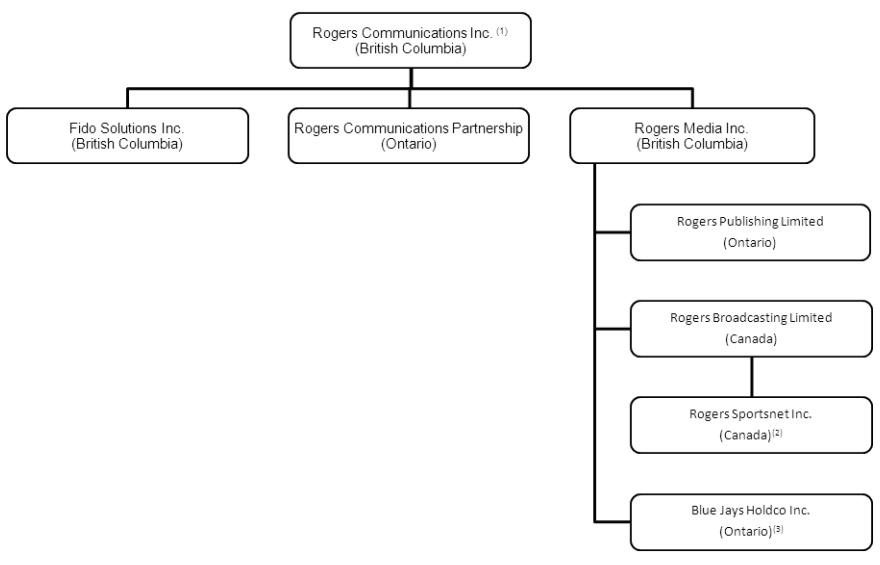 Rogers Communications Inc. (1)
(British Columbia)
Fido Solutions Inc.
(British Columbia)
Rogers Communications Partnership
(Ontario)
Rogers Media Inc.
(British Columbia)
Rogers Publishing Limited
(Ontario)
Rogers Broadcasting Limited
(Canada)
Rogers Sportsnet Inc.
(Canada)(2)
Blue Jays Holdco Inc.
(Ontario)(3)